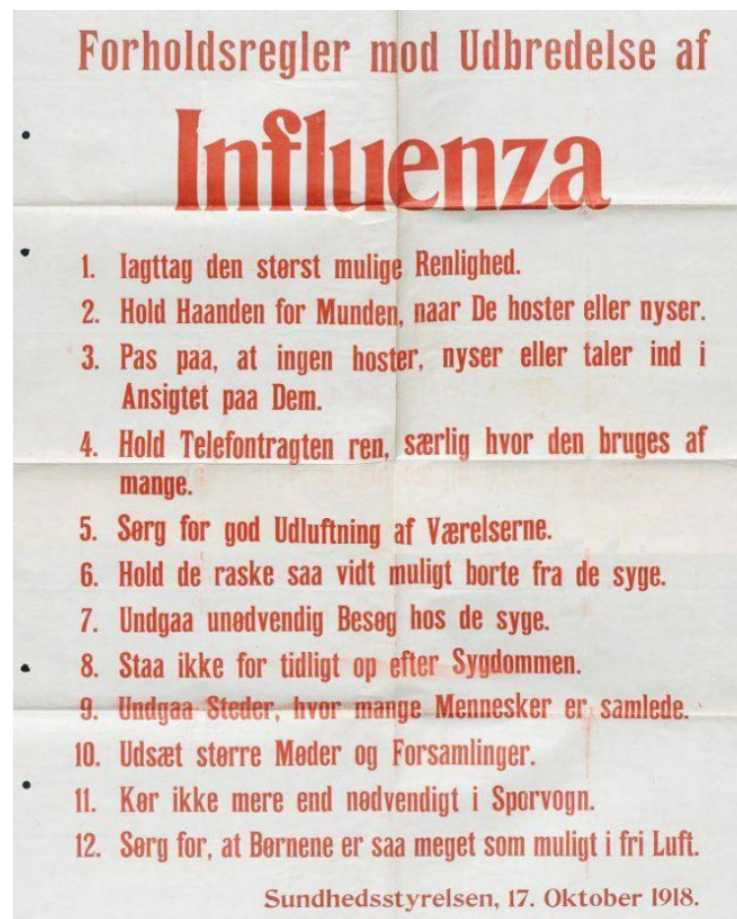 Forholdsregler mod Udbredelse af
Influenza
1. Iagttag den størst mulige Renlighed.
2. Hold Haanden for Munden, naar De hoster eller nyser.
3. Pas paa, at ingen hoster, nyser eller taler ind i
Ansigtet paa Dem.
4. Hold Telefontragten ren, særlig hvor den bruges af
mange.
5. Sørg for god Udluftning af Værelserne.
6. Hold de raske saa vidt muligt borte fra de syge.
7. Undgaa unødvendig Besøg hos de syge.
8. Staa ikke for tidligt op efter Sygdommen.
9. Undgaa Steder, hvor mange Mennesker er samlede.
10. Udsæt større Møder og Forsamlinger.
11. Kør ikke mere end nødvendigt i Sporvogn.
12. Sørg for, at Børnene er saa meget som muligt i fri Luft.
Sundhedsstyrelsen, 17. Oktober 1918.